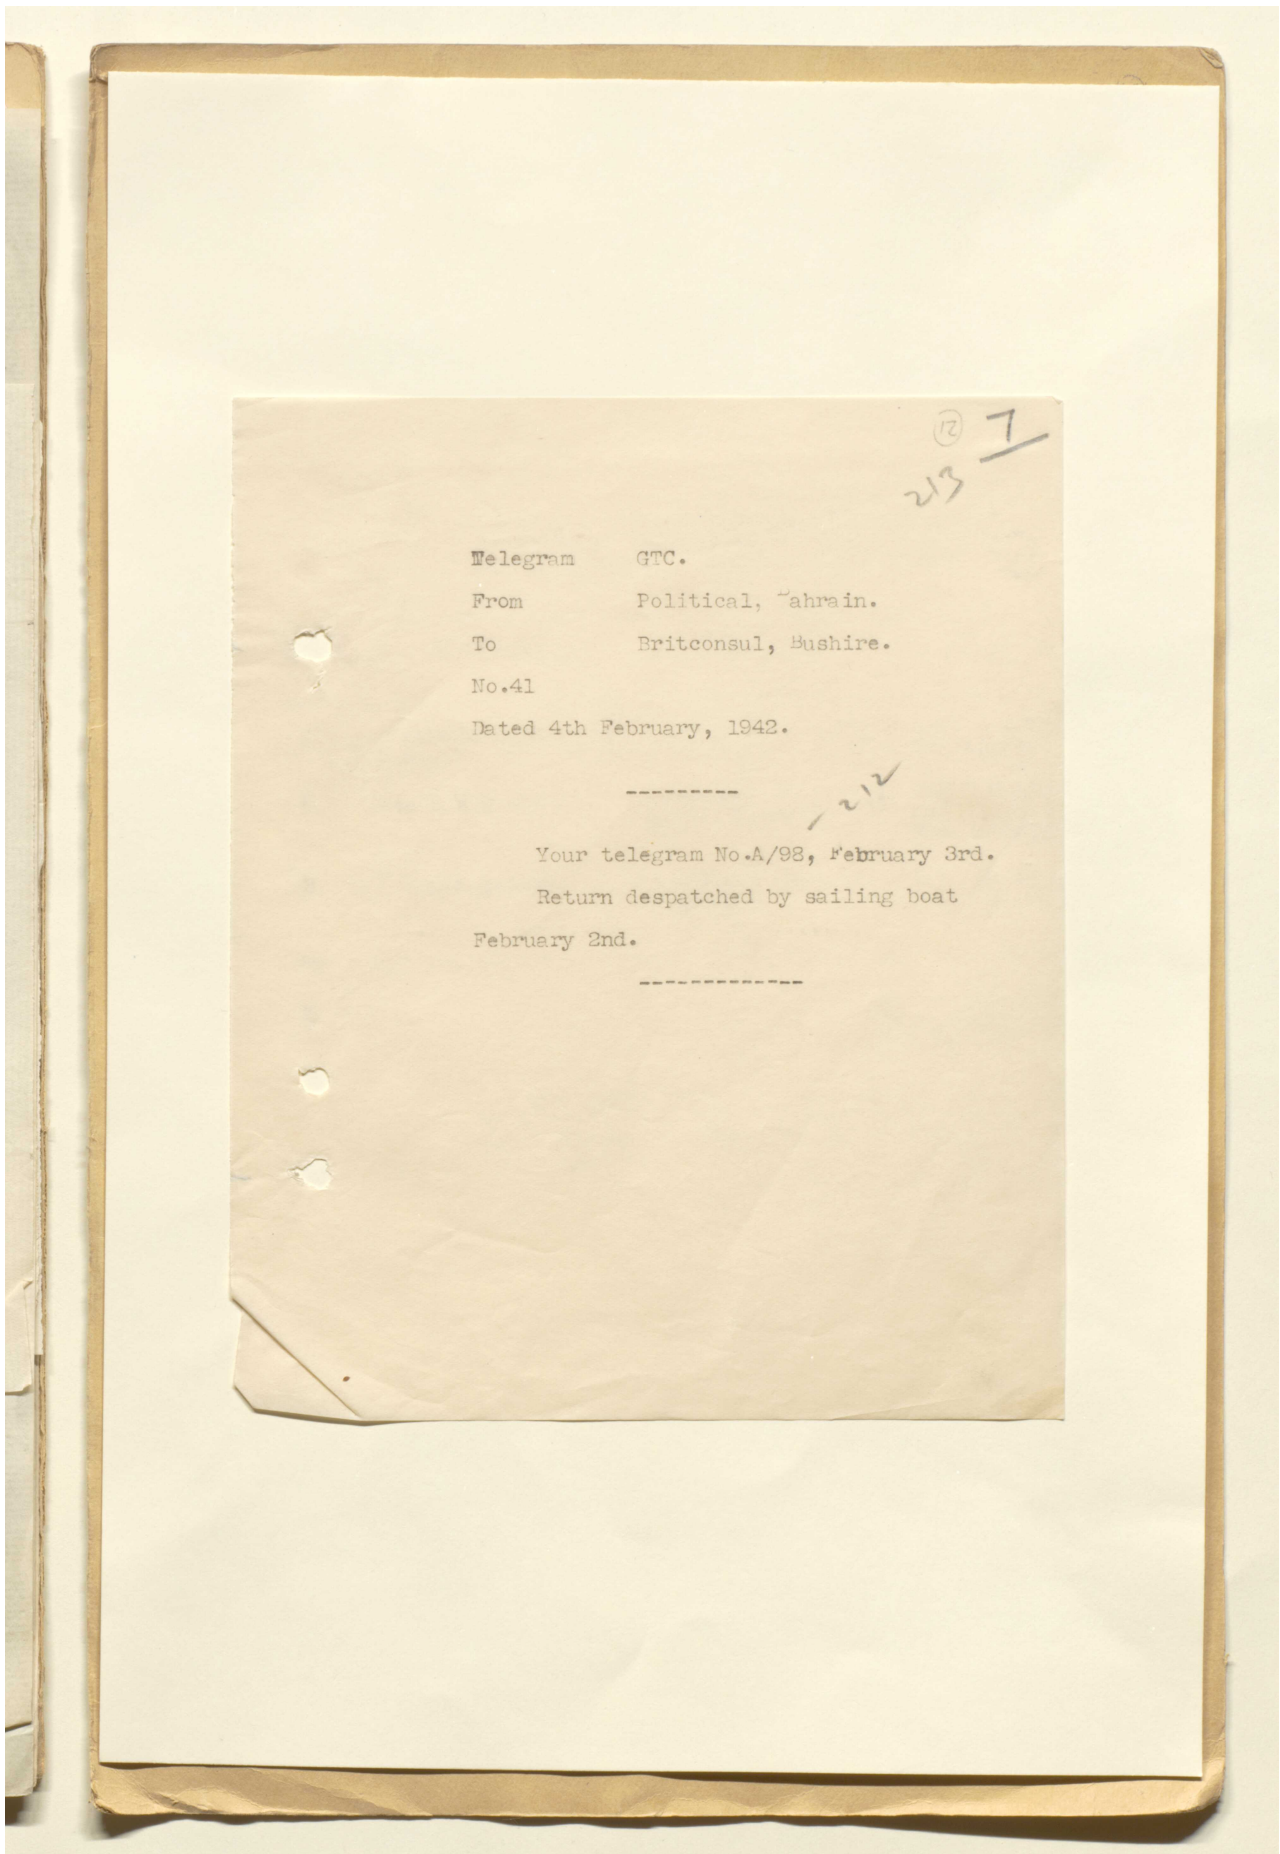 12 7
213
Telegram GTC.
From Political, Bahrain.
To Britconsul, Bushire.
No.41
Dated 4th February, 1942.
---------
212
Your telegram No.A/98, February 3rd.
Return despatched by sailing boat
February 2nd.
-------------